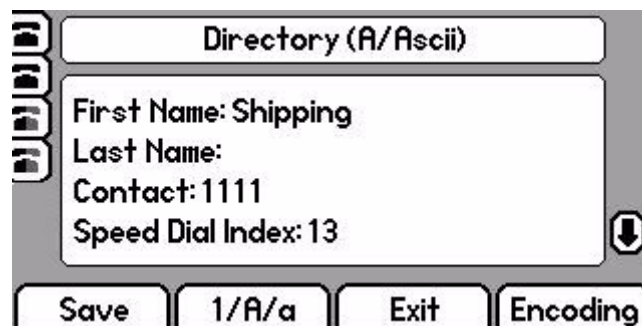 Directory (A/Ascii)
First Name: Shipping
Last Name:
Contact: 1111
Speed Dial Index: 13
Save 1/A/a Exit Encoding